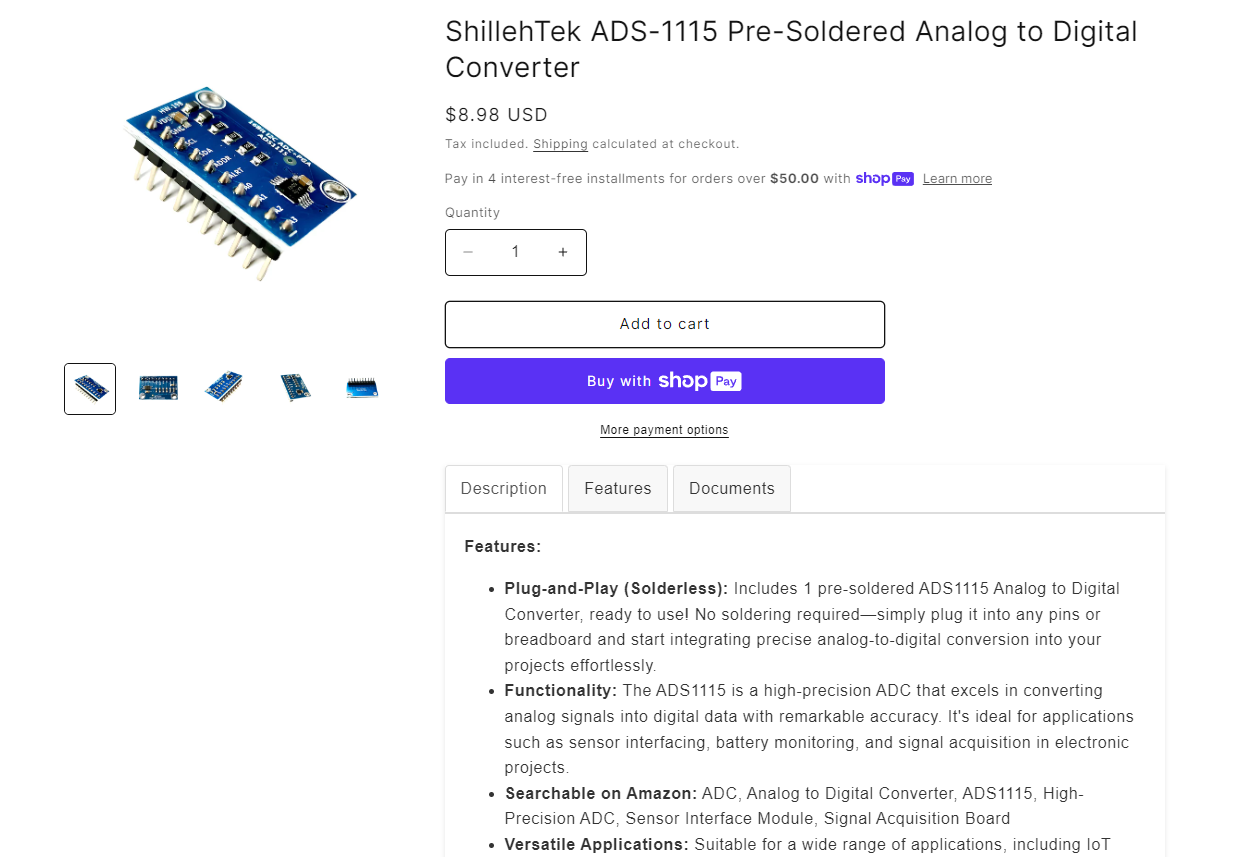 ShillehTek ADS-1115 Pre-Soldered Analog to Digital
Converter
$8.98 USD
Tax included. Shipping calculated at checkout.
Pay in 4 interest-free installments for orders over $50.00 with shop Pay Learn more
Quantity
− 1 +
Add to cart
Buy with shop Pay
More payment options
HW-198
VDD
GND
SCL
SDA
ADDR
ALRT
A0
16Bit I2C ADC+PGA
ADS1115
Description Features Documents
Features:
• Plug-and-Play (Solderless): Includes 1 pre-soldered ADS1115 Analog to Digital
Converter, ready to use! No soldering required—simply plug it into any pins or
breadboard and start integrating precise analog-to-digital conversion into your
projects effortlessly.
• Functionality: The ADS1115 is a high-precision ADC that excels in converting
analog signals into digital data with remarkable accuracy. It's ideal for applications
such as sensor interfacing, battery monitoring, and signal acquisition in electronic
projects.
• Searchable on Amazon: ADC, Analog to Digital Converter, ADS1115, High-
Precision ADC, Sensor Interface Module, Signal Acquisition Board
• Versatile Applications: Suitable for a wide range of applications, including IoT